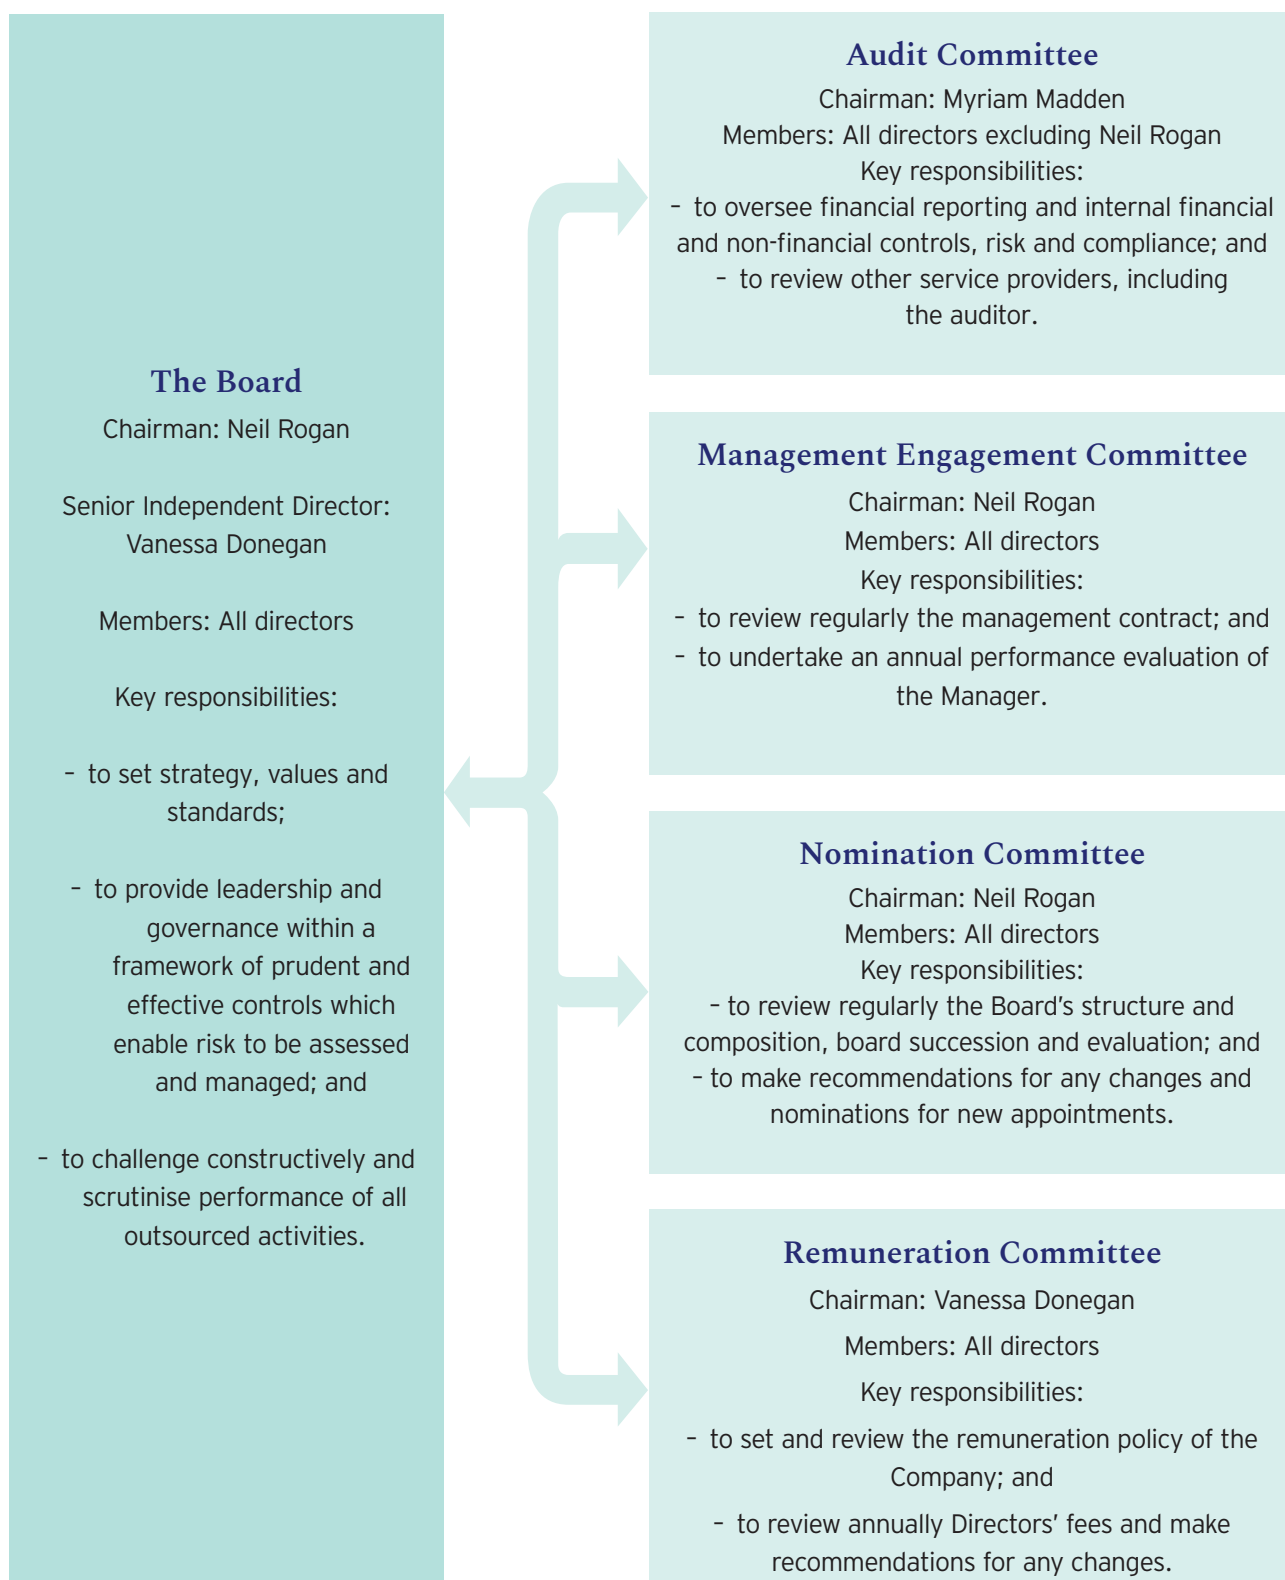 The Board
Chairman: Neil Rogan
Senior Independent Director:
Vanessa Donegan
Members: All directors
Key responsibilities:
– to set strategy, values and
standards;
– to provide leadership and
governance within a
framework of prudent and
effective controls which
enable risk to be assessed
and managed; and
– to challenge constructively and
scrutinise performance of all
outsourced activities.
Audit Committee
Chairman: Myriam Madden
Members: All directors excluding Neil Rogan
Key responsibilities:
– to oversee financial reporting and internal financial
and non-financial controls, risk and compliance; and
– to review other service providers, including
the auditor.
Management Engagement Committee
Chairman: Neil Rogan
Members: All directors
Key responsibilities:
– to review regularly the management contract; and
– to undertake an annual performance evaluation of
the Manager.
Nomination Committee
Chairman: Neil Rogan
Members: All directors
Key responsibilities:
– to review regularly the Board’s structure and
composition, board succession and evaluation; and
– to make recommendations for any changes and
nominations for new appointments.
Remuneration Committee
Chairman: Vanessa Donegan
Members: All directors
Key responsibilities:
– to set and review the remuneration policy of the
Company; and
– to review annually Directors’ fees and make
recommendations for any changes.